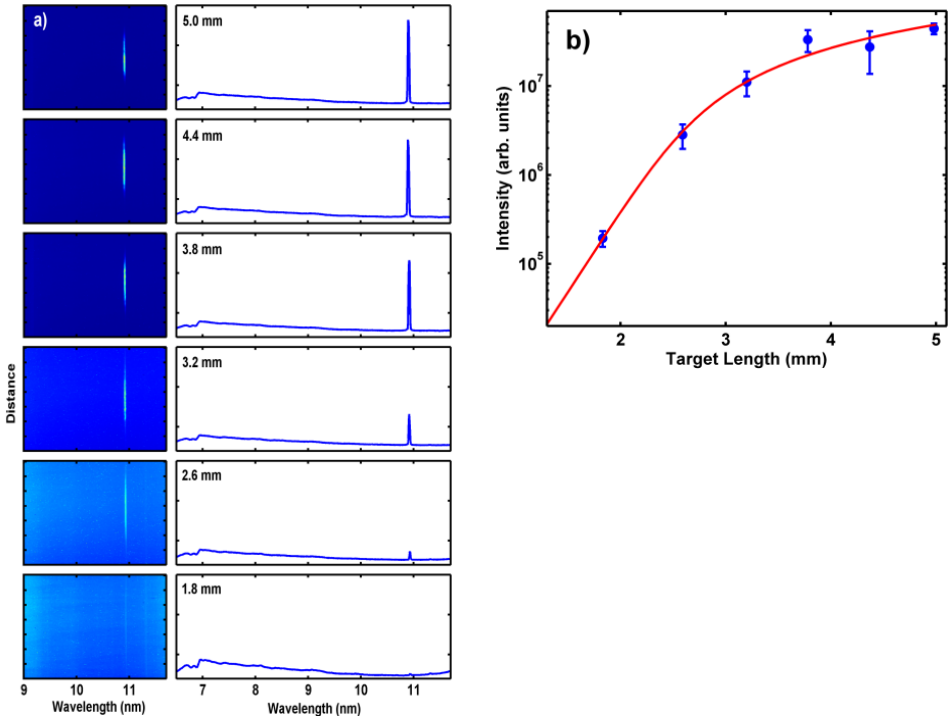 a)
5.0 mm
4.4 mm
3.8 mm
3.2 mm
2.6 mm
1.8 mm
Distance
9 10 11
7 8 9 10 11
Wavelength (nm)
Wavelength (nm)
b)
Intensity (arb. units)
10^7
10^6
10^5
2 3 4 5
Target Length (mm)